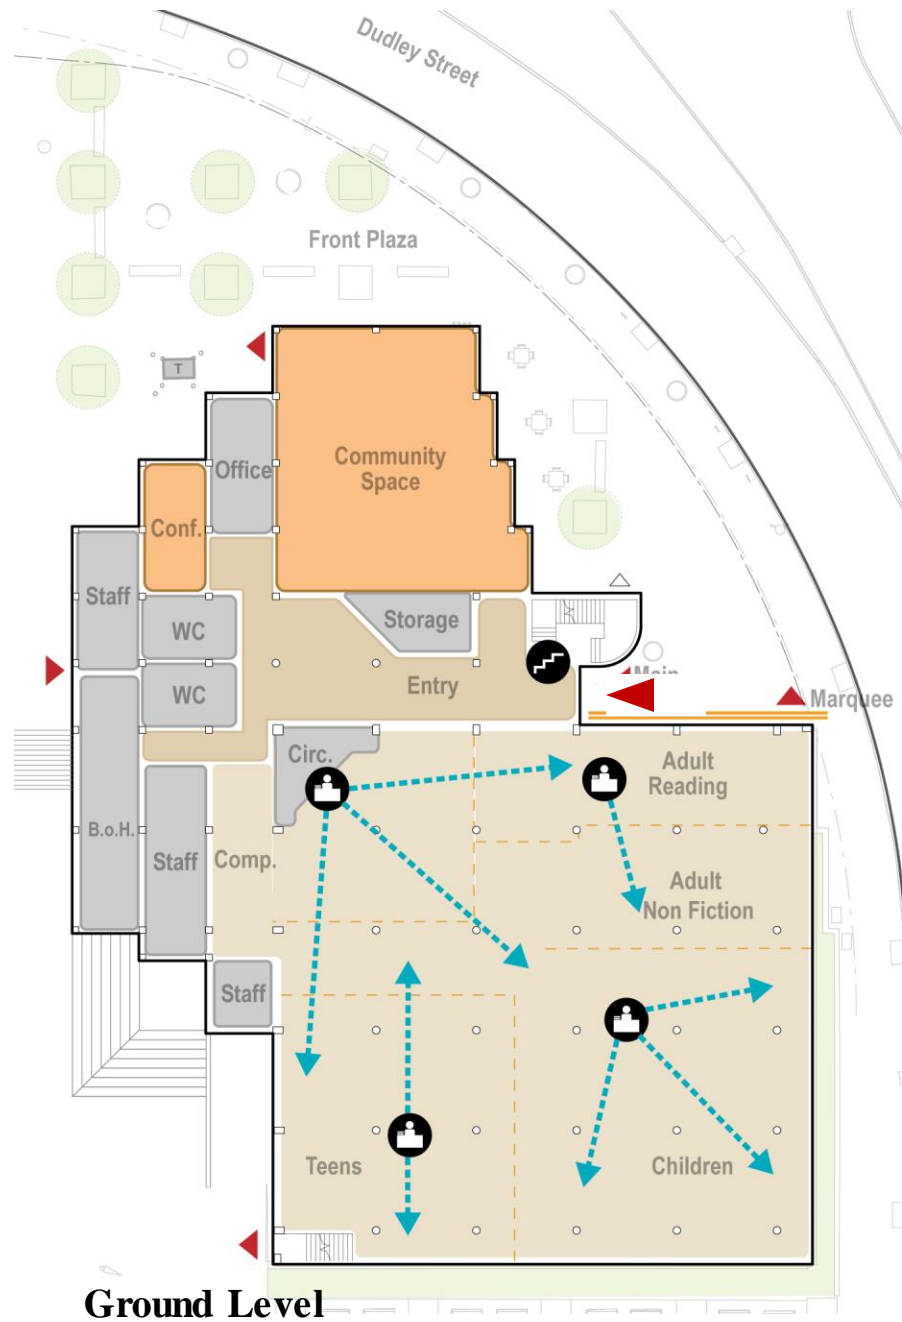 Dudley Street
Front Plaza
T
Office
Community
Space
Conf.
Staff
WC
Storage
WC
Entry
Main
Marquee
Circ.
Adult
Reading
B.o.H.
Staff
Comp.
Adult
Non Fiction
Staff
Teens
Children
Ground Level